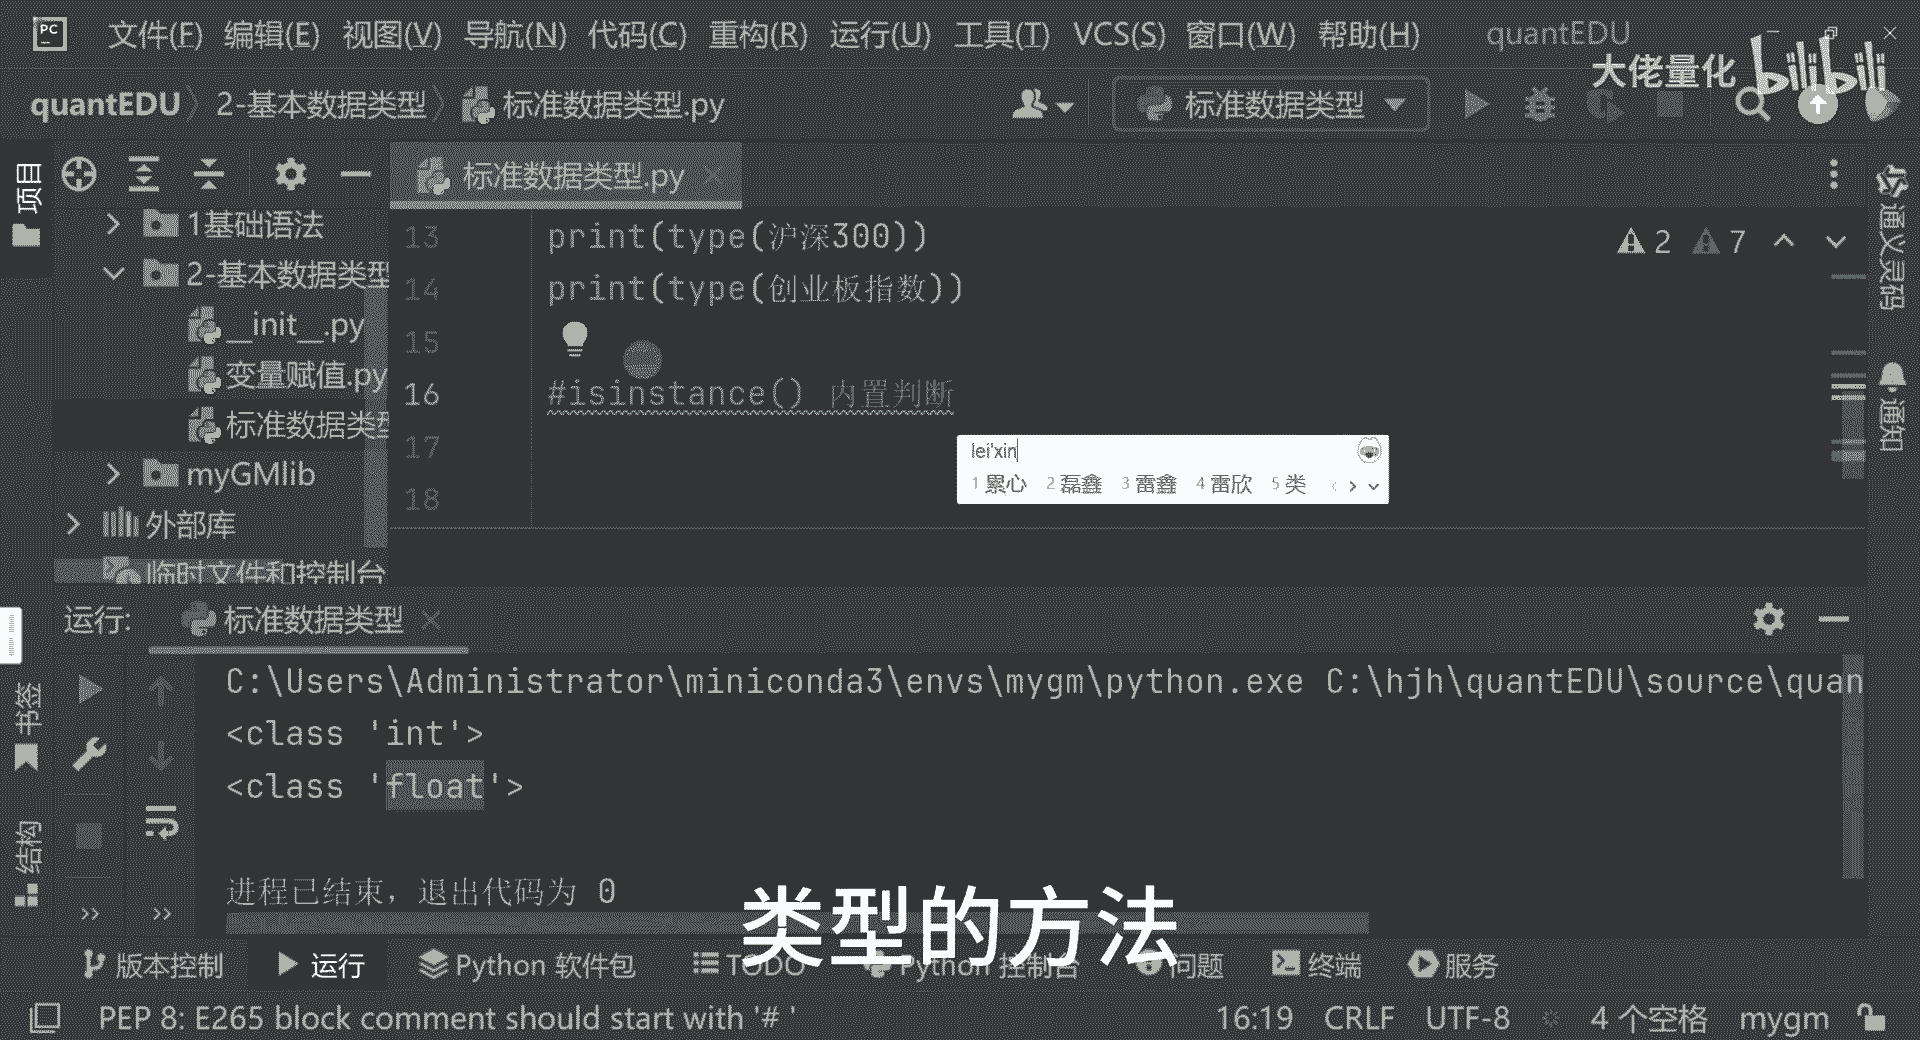 PC 文件(F) 编辑(E) 视图(V) 导航(N) 代码(C) 重构(R) 运行(U) 工具(T) VCS(S) 窗口(W) 帮助(H) quantEDU
大佬量化 bilibili
quantEDU 2-基本数据类型 标准数据类型.py 标准数据类型
项目
标准数据类型.py
1基础语法
2-基本数据类型
__init__.py
变量赋值.py
标准数据类型
myGMlib
外部库
临时文件和控制台
13 print(type(沪深300))
14 print(type(创业板指数))
15
16 #isinstance() 内置判断
17
18
2 7
lei'xin
1 累心 2 磊鑫 3 雷鑫 4 雷欣 5 类
通义灵码
通知
运行: 标准数据类型
C:\Users\Administrator\miniconda3\envs\mygm\python.exe C:\hjh\quantEDU\source\quan
<class 'int'>
<class 'float'>
进程已结束，退出代码为 0
书签
结构
类型的方法
版本控制 运行 Python 软件包 TODO Python 控制台 问题 终端 服务
PEP 8: E265 block comment should start with '# ' 16:19 CRLF UTF-8 4 个空格 mygm